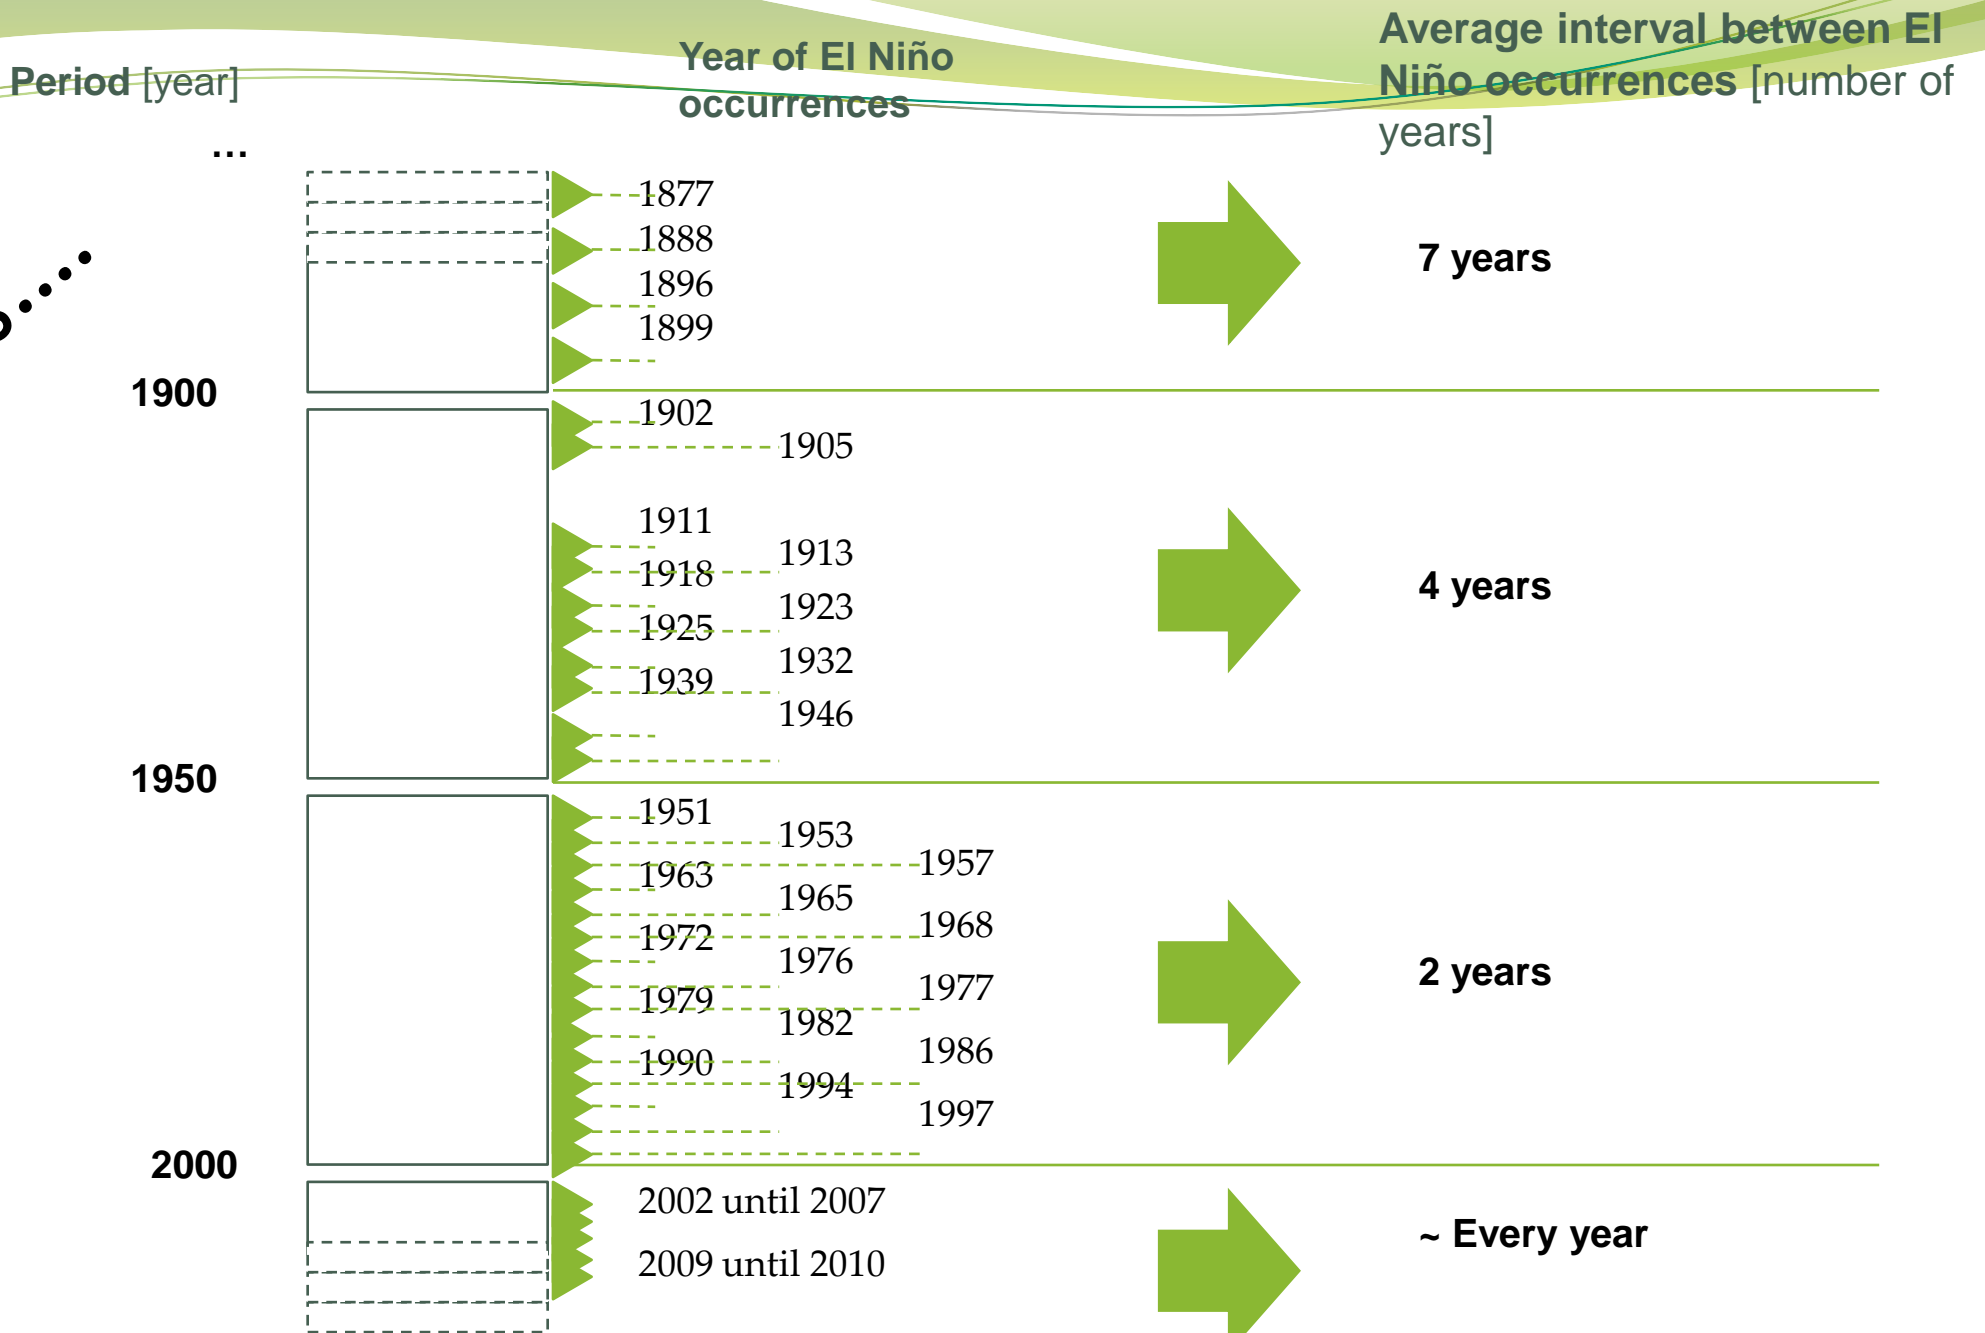 Period [year]
Year of El Niño
occurrences
Average interval between El
Niño occurrences [number of
years]
...
1877
1888
1896
1899
7 years
1900
1902
1905
1911
1913
1918
1923
1925
1932
1939
1946
4 years
1950
1951
1953
1957
1963
1965
1968
1972
1976
1977
1979
1982
1986
1990
1994
1997
2 years
2000
2002 until 2007
2009 until 2010
~ Every year